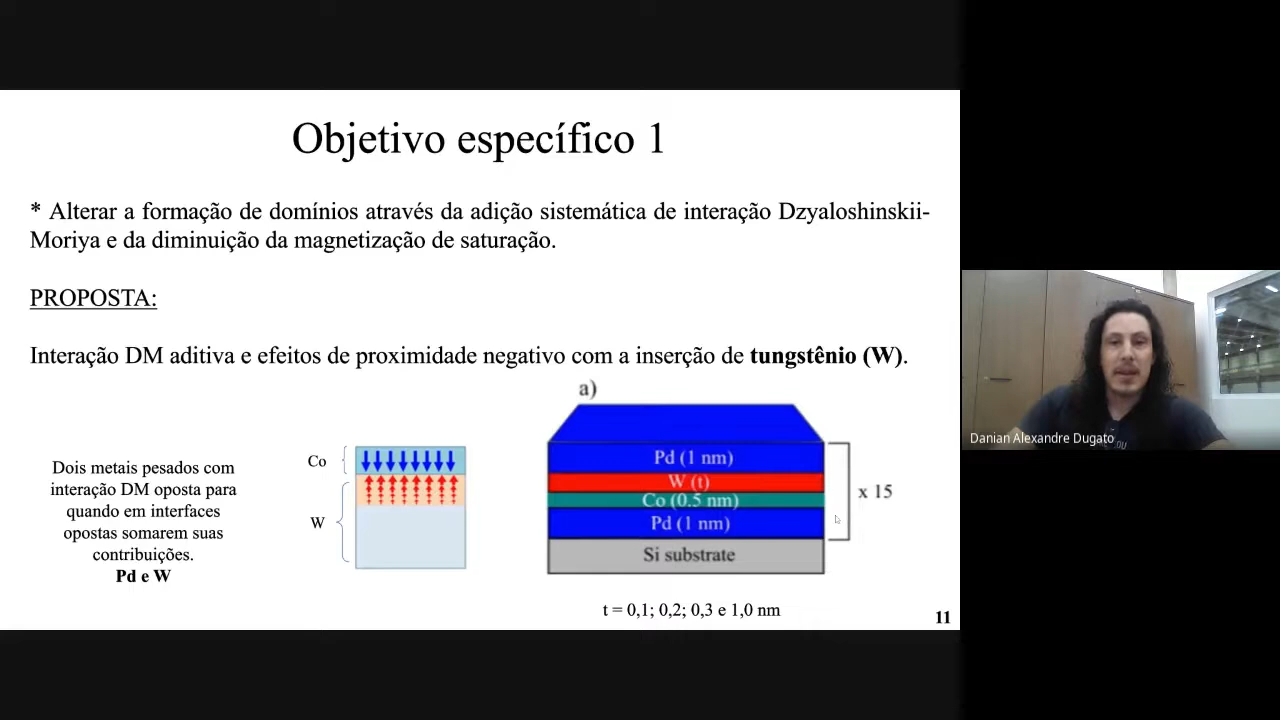 Objetivo específico 1
* Alterar a formação de domínios através da adição sistemática de interação Dzyaloshinskii-
Moriya e da diminuição da magnetização de saturação.
PROPOSTA:
Interação DM aditiva e efeitos de proximidade negativo com a inserção de tungstênio (W).
Dois metais pesados com
interação DM oposta para
quando em interfaces
opostas somarem suas
contribuições.
Pd e W
Co
W
a)
Pd (1 nm)
W (t)
Co (0.5 nm)
Pd (1 nm)
Si substrate
x 15
t = 0,1; 0,2; 0,3 e 1,0 nm
11
Danian Alexandre Dugato